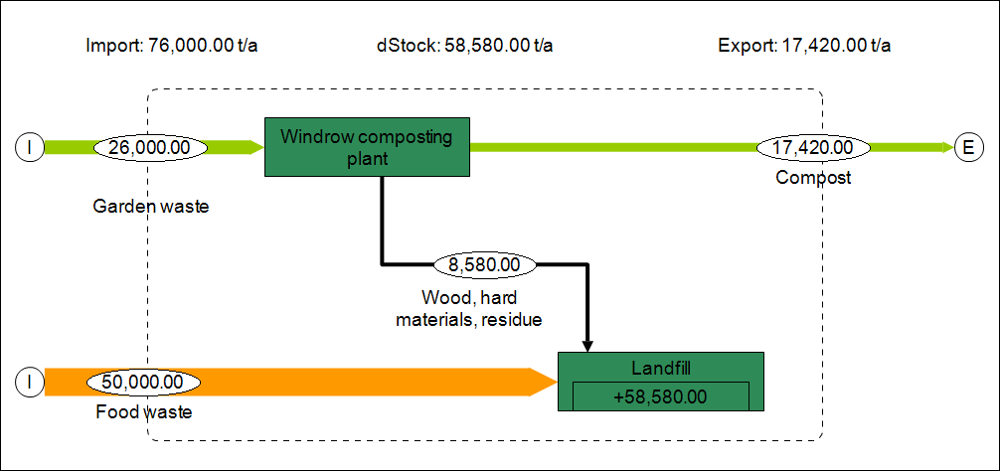 Import: 76,000.00 t/a
dStock: 58,580.00 t/a
Export: 17,420.00 t/a
I
26,000.00
Windrow composting
plant
17,420.00
E
Compost
Garden waste
8,580.00
Wood, hard
materials, residue
I
50,000.00
Landfill
+58,580.00
Food waste